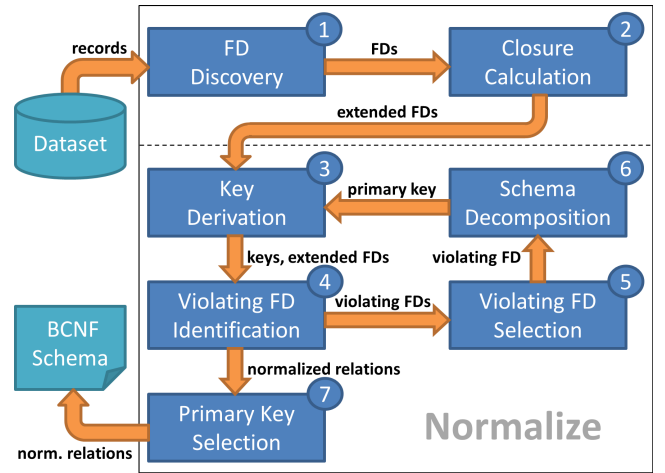 records
1
FD
Discovery
FDs
2
Closure
Calculation
Dataset
extended FDs
3
Key
Derivation
primary key
6
Schema
Decomposition
keys, extended FDs
violating FD
4
Violating FD
Identification
violating FDs
5
Violating FD
Selection
BCNF
Schema
normalized relations
7
Primary Key
Selection
norm. relations
Normalize